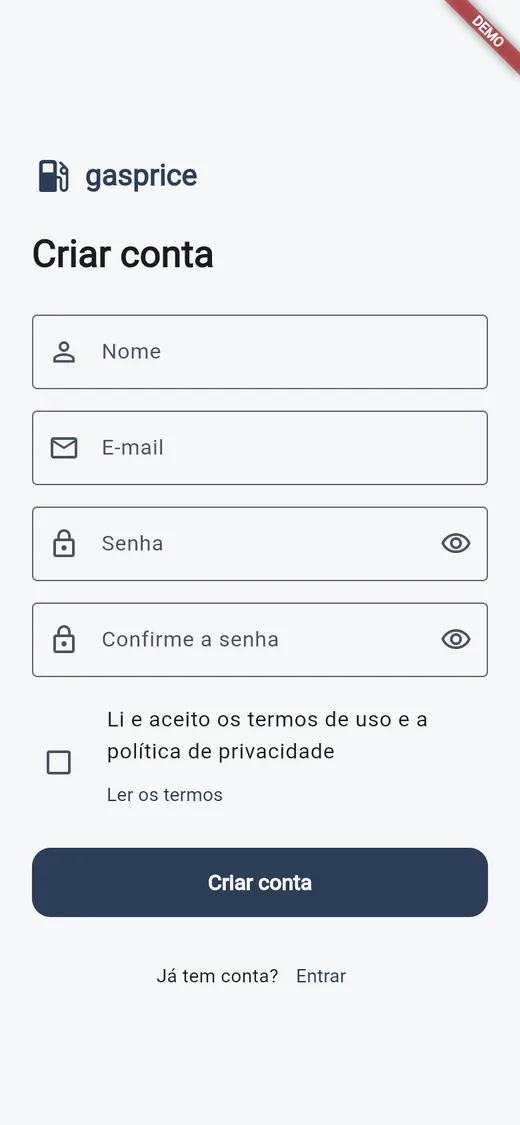 DEMO
gasprice
Criar conta
Nome
E-mail
Senha
Confirme a senha
Li e aceito os termos de uso e a
política de privacidade
Ler os termos
Criar conta
Já tem conta? Entrar